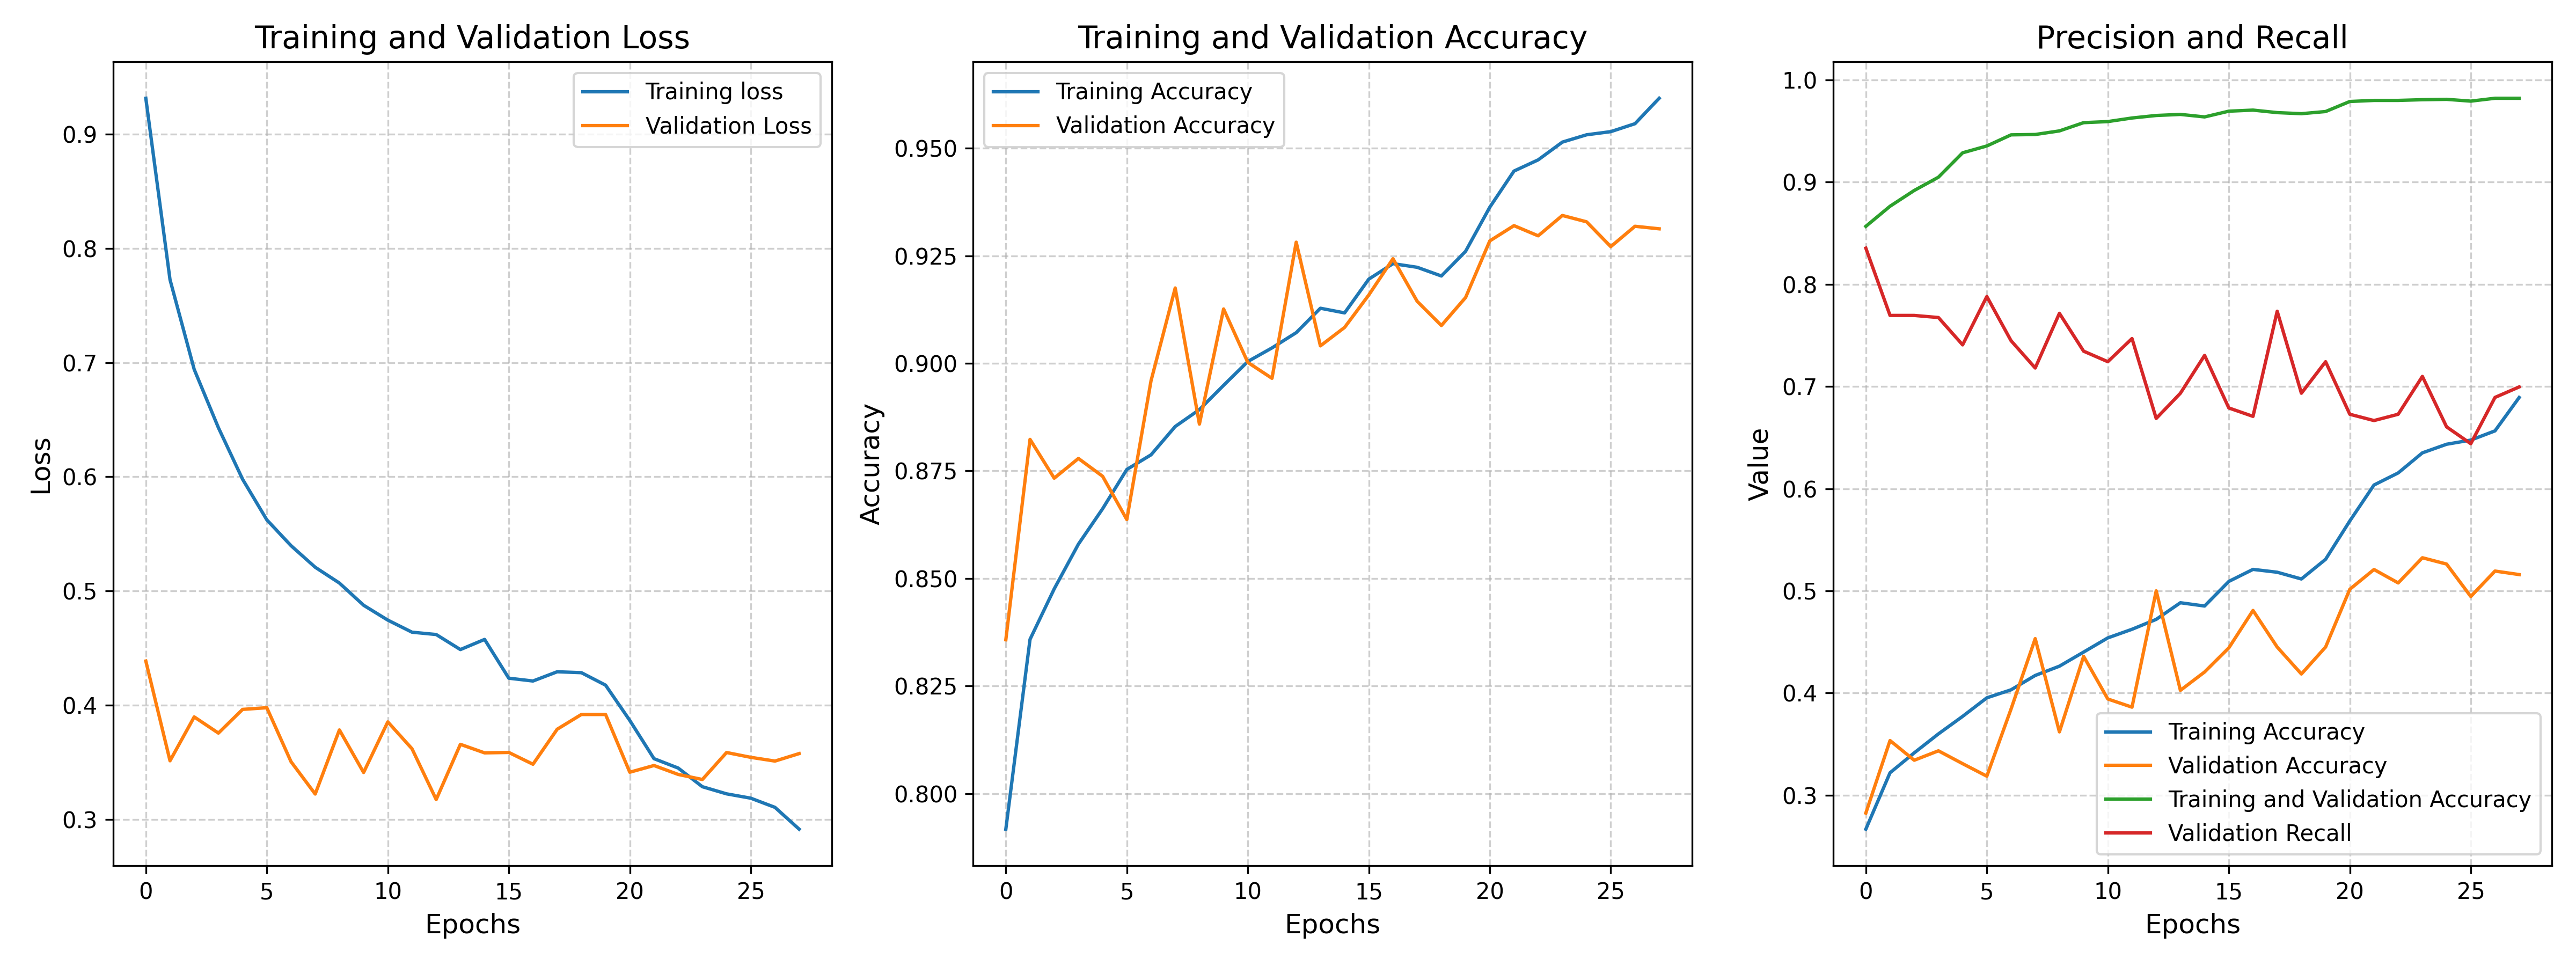 Training and Validation Loss
Training loss
Validation Loss
0.9
0.8
0.7
0.6
0.5
0.4
0.3
Loss
0 5 10 15 20 25
Epochs
Training and Validation Accuracy
Training Accuracy
Validation Accuracy
0.950
0.925
0.900
0.875
0.850
0.825
0.800
Accuracy
0 5 10 15 20 25
Epochs
Precision and Recall
1.0
0.9
0.8
0.7
0.6
0.5
0.4
0.3
Value
Training Accuracy
Validation Accuracy
Training and Validation Accuracy
Validation Recall
0 5 10 15 20 25
Epochs